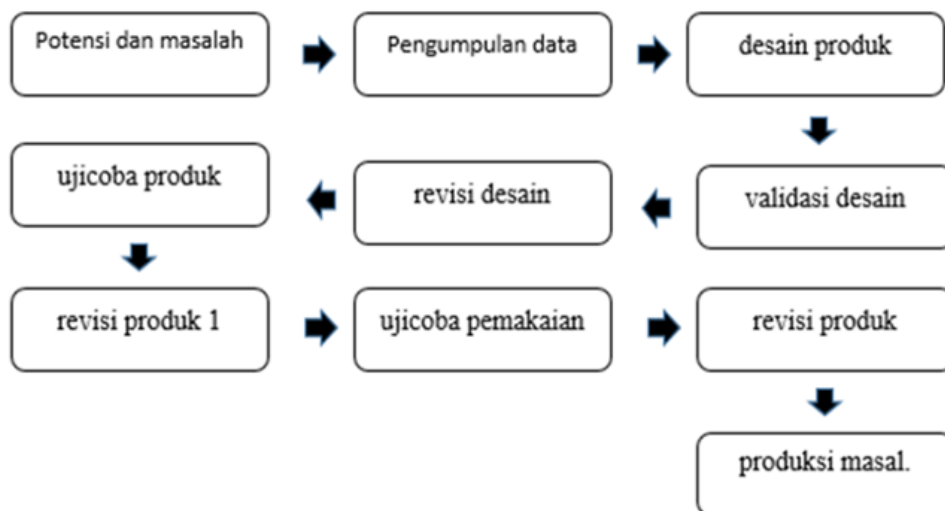 Potensi dan masalah
Pengumpulan data
desain produk
validasi desain
revisi desain
ujicoba produk
revisi produk 1
ujicoba pemakaian
revisi produk
produksi masal.